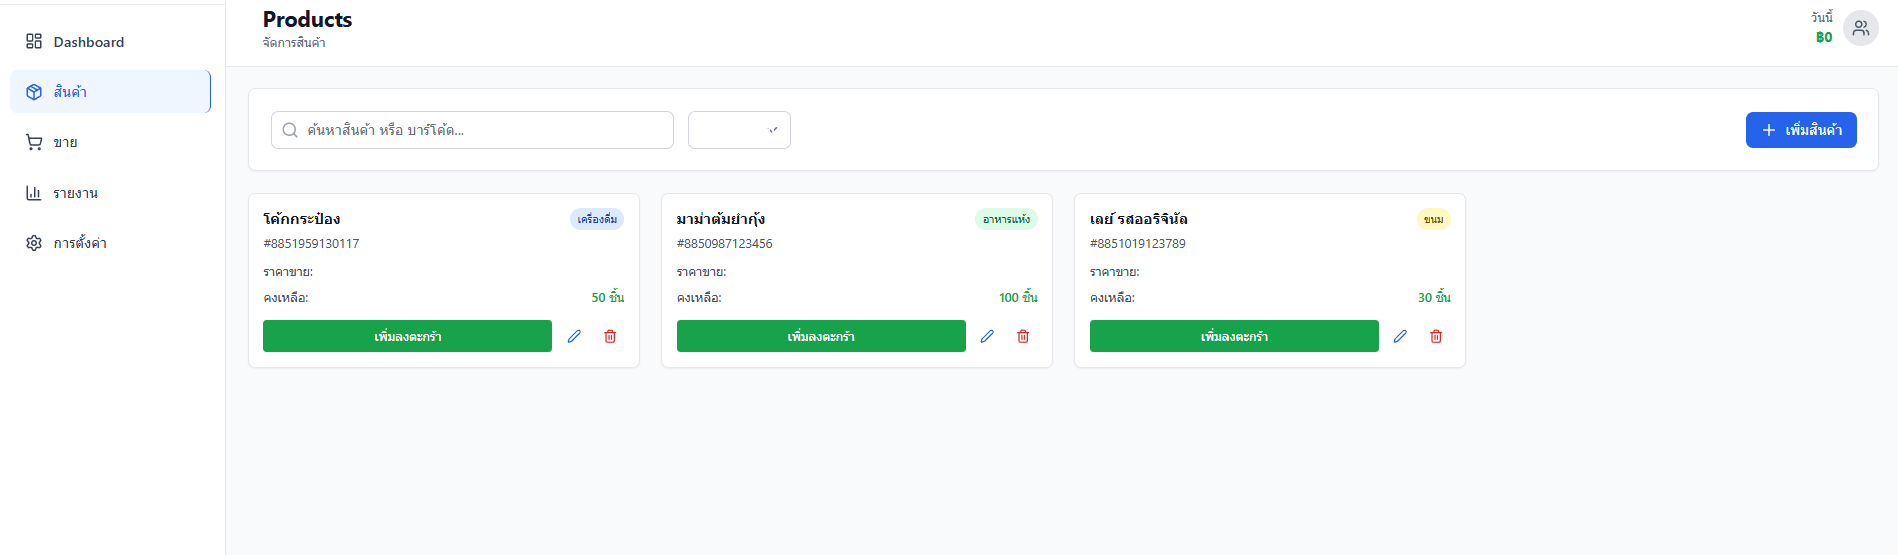 Products
จัดการสินค้า
วันนี้
฿0
Dashboard
สินค้า
ขาย
รายงาน
การตั้งค่า
ค้นหาสินค้า หรือ บาร์โค้ด...
เพิ่มสินค้า
โค้กกระป๋อง
เครื่องดื่ม
#8851959130117
ราคาขาย:
คงเหลือ:
50 ชิ้น
เพิ่มลงตะกร้า
มาม่าต้มยำกุ้ง
อาหารแห้ง
#8850987123456
ราคาขาย:
คงเหลือ:
100 ชิ้น
เพิ่มลงตะกร้า
เลย์ รสออริจินัล
ขนม
#8851019123789
ราคาขาย:
คงเหลือ:
30 ชิ้น
เพิ่มลงตะกร้า